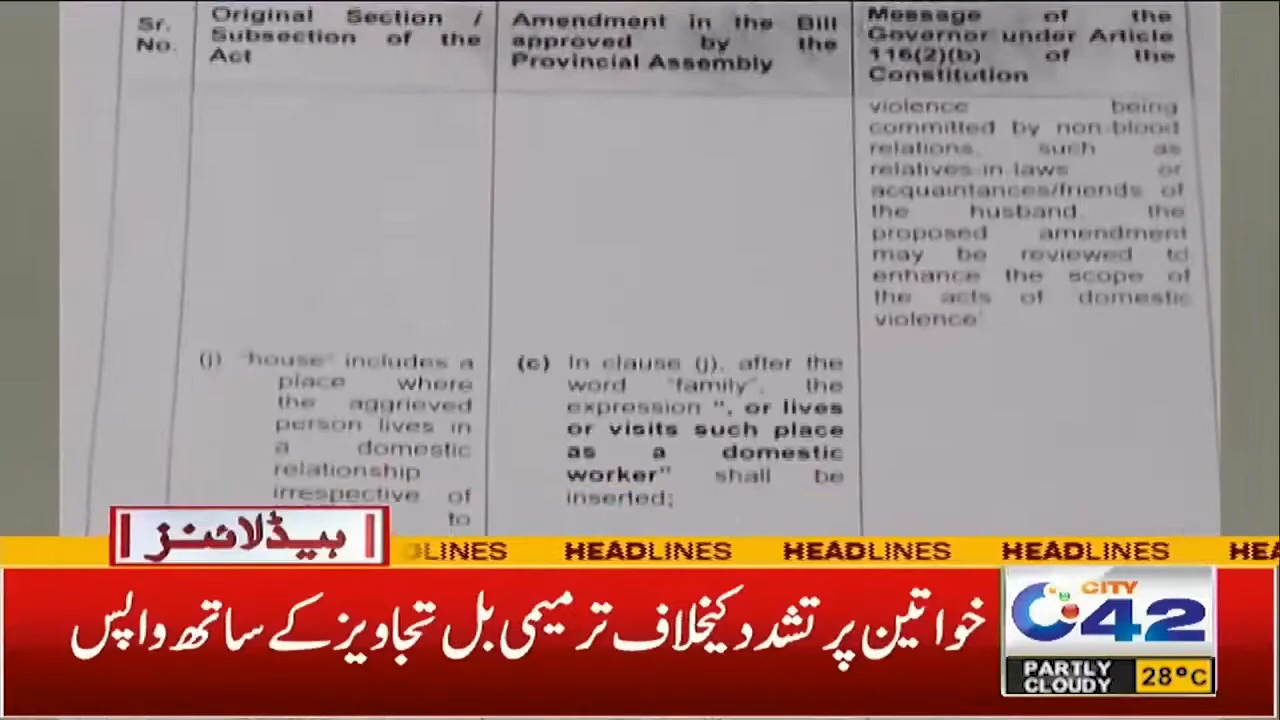 Sr.
No.
Original Section /
Subsection of the
Act
Amendment in the Bill
approved by the
Provincial Assembly
Message of the
Governor under Article
116(2)(b) of the
Constitution
violence being
committed by non-blood
relations, such as
relatives-in-laws or
acquaintances/friends of
the husband, the
proposed amendment
may be reviewed to
enhance the scope of
the acts of domestic
violence'
(j) "house" includes a
place where
the aggrieved
person lives in
a domestic
relationship
irrespective of
to
(c) In clause (j), after the
word "family", the
expression ", or lives
or visits such place
as a domestic
worker" shall be
inserted;
ہیڈلائنز
LINES HEADLINES HEADLINES HEADLINES HEA
خواتین پر تشدد کیخلاف ترمیمی بل تجاویز کے ساتھ واپس
CITY
42
PARTLY
CLOUDY
28°C